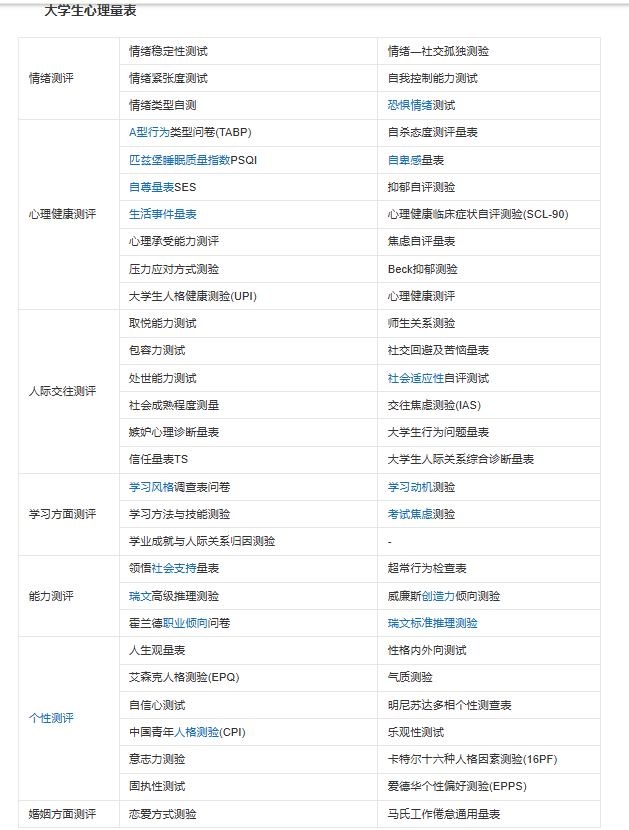 大学生心理量表
情绪测评
情绪稳定性测试 情绪—社交孤独测验
情绪紧张度测试 自我控制能力测试
情绪类型自测 恐惧情绪测试
心理健康测评
A型行为类型问卷(TABP) 自杀态度测评量表
匹兹堡睡眠质量指数PSQI 自卑感量表
自尊量表SES 抑郁自评测验
生活事件量表 心理健康临床症状自评测验(SCL-90)
心理承受能力测评 焦虑自评量表
压力应对方式测验 Beck抑郁测验
大学生人格健康测验(UPI) 心理健康测评
人际交往测评
取悦能力测试 师生关系测验
包容力测试 社交回避及苦恼量表
处世能力测试 社会适应性自评测试
社会成熟程度测量 交往焦虑测验(IAS)
嫉妒心理诊断量表 大学生行为问题量表
信任量表TS 大学生人际关系综合诊断量表
学习方面测评
学习风格调查表问卷 学习动机测验
学习方法与技能测验 考试焦虑测验
学业成就与人际关系归因测验 -
能力测评
领悟社会支持量表 超常行为检查表
瑞文高级推理测验 威廉斯创造力倾向测验
霍兰德职业倾向问卷 瑞文标准推理测验
个性测评
人生观量表 性格内外向测试
艾森克人格测验(EPQ) 气质测验
自信心测试 明尼苏达多相个性测查表
中国青年人格测验(CPI) 乐观性测试
意志力测验 卡特尔十六种人格因素测验(16PF)
固执性测试 爱德华个性偏好测验(EPPS)
婚姻方面测评 恋爱方式测验 马氏工作倦怠通用量表